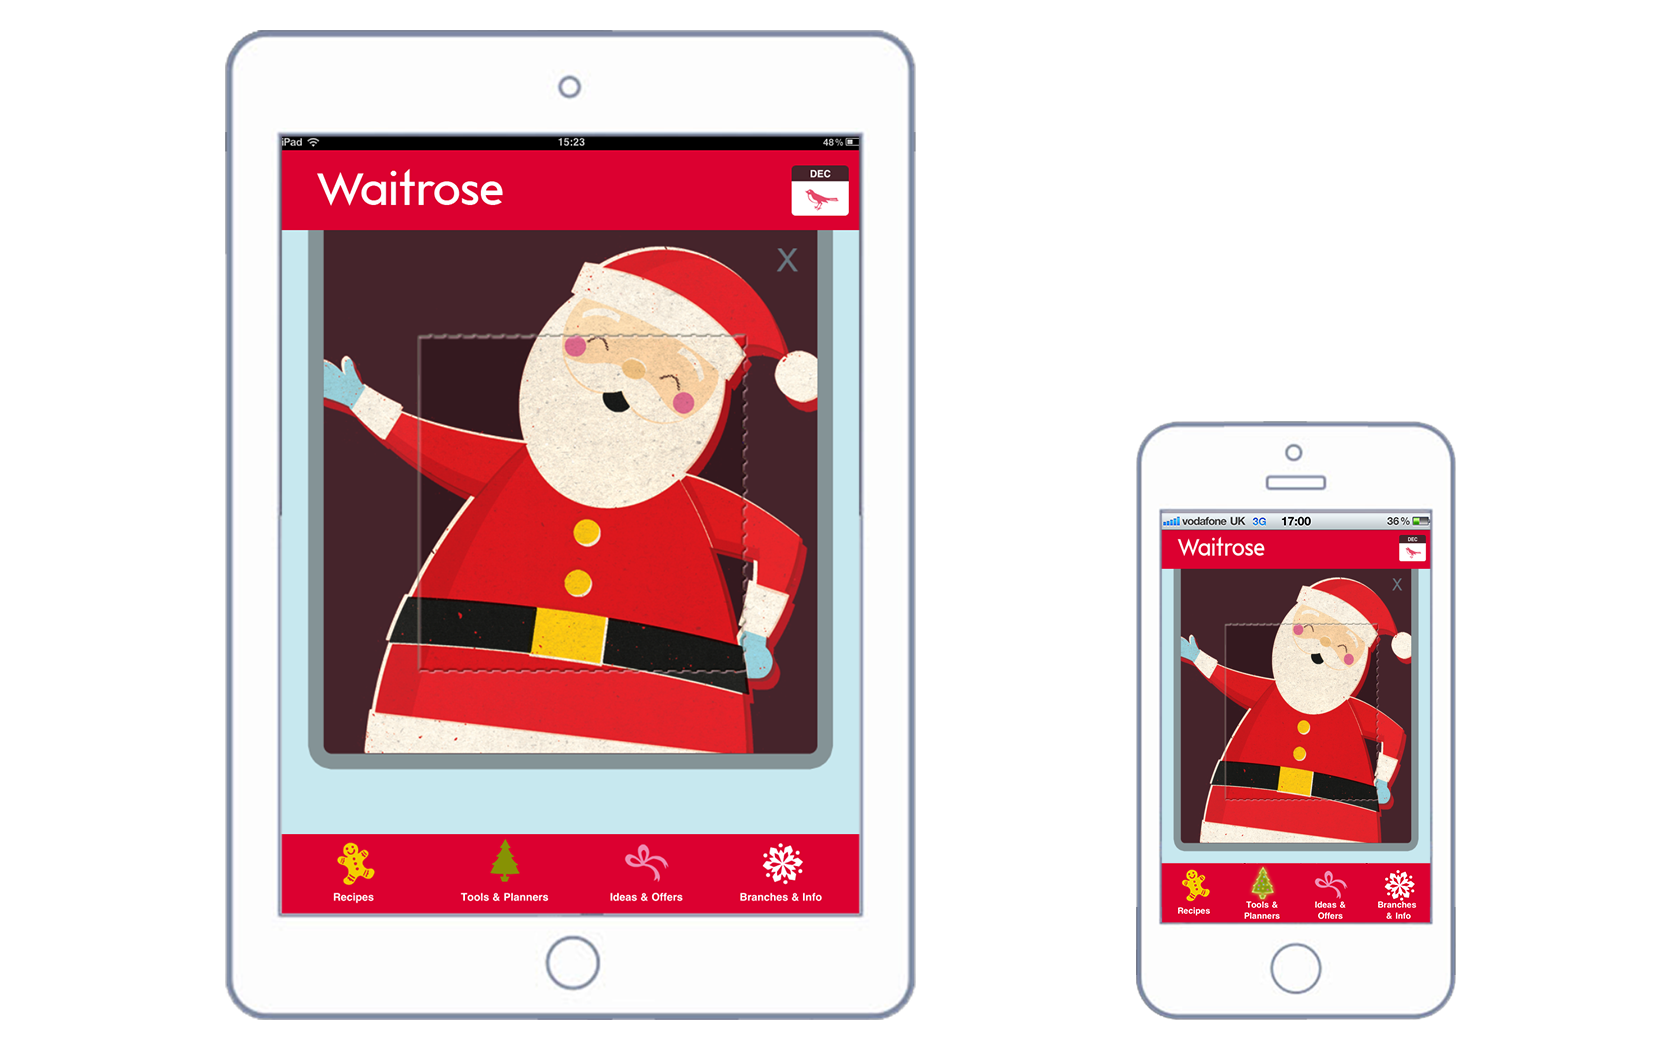 iPad 15:23 48%
Waitrose
DEC
X
Recipes Tools & Planners Ideas & Offers Branches & Info
vodafone UK 3G 17:00 36%
Waitrose
DEC
X
Recipes Tools & Planners Ideas & Offers Branches & Info